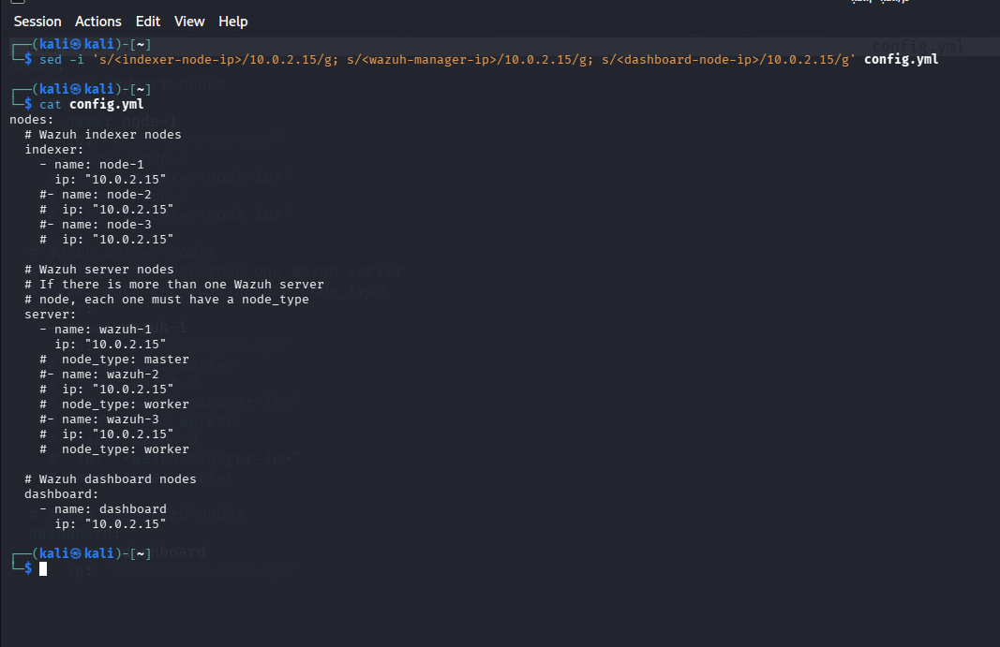 Session Actions Edit View Help
┌──(kali㉿kali)-[~]
└─$ sed -i 's/<indexer-node-ip>/10.0.2.15/g; s/<wazuh-manager-ip>/10.0.2.15/g; s/<dashboard-node-ip>/10.0.2.15/g' config.yml
┌──(kali㉿kali)-[~]
└─$ cat config.yml
nodes:
  # Wazuh indexer nodes
  indexer:
    - name: node-1
      ip: "10.0.2.15"
    #- name: node-2
    #  ip: "10.0.2.15"
    #- name: node-3
    #  ip: "10.0.2.15"
  # Wazuh server nodes
  # If there is more than one Wazuh server
  # node, each one must have a node_type
  server:
    - name: wazuh-1
      ip: "10.0.2.15"
    #  node_type: master
    #- name: wazuh-2
    #  ip: "10.0.2.15"
    #  node_type: worker
    #- name: wazuh-3
    #  ip: "10.0.2.15"
    #  node_type: worker
  # Wazuh dashboard nodes
  dashboard:
    - name: dashboard
      ip: "10.0.2.15"
┌──(kali㉿kali)-[~]
└─$